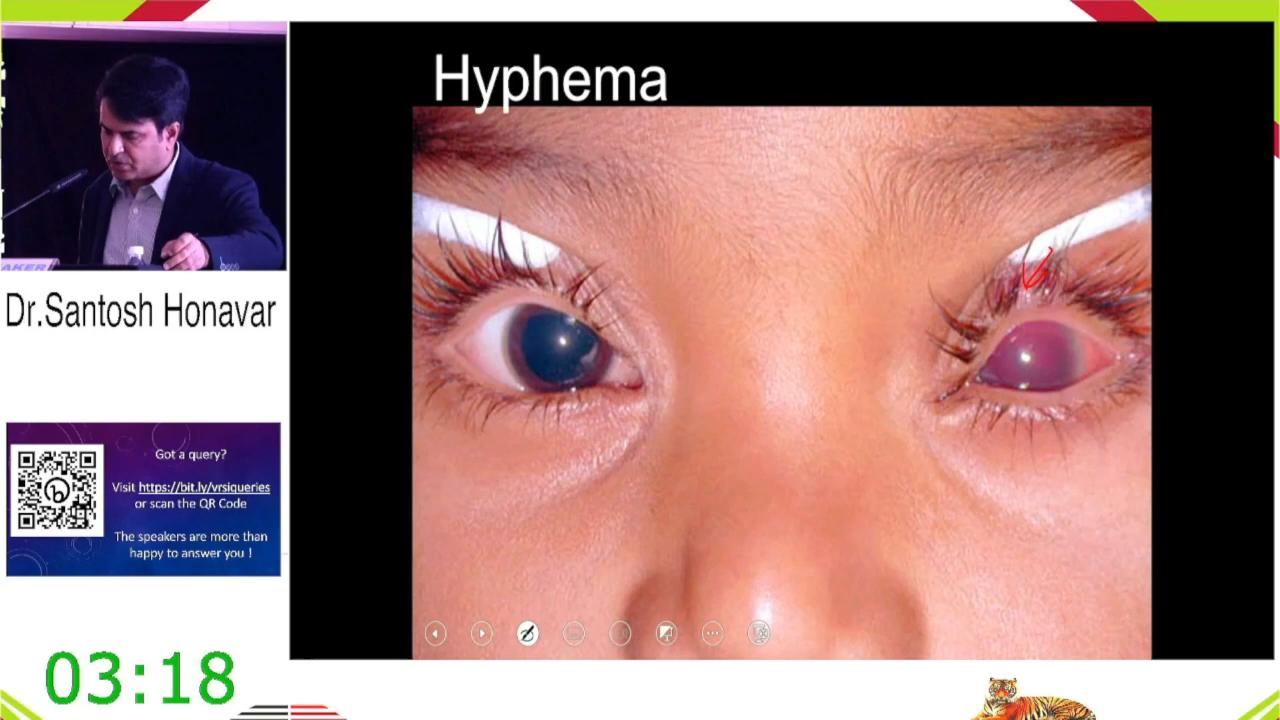 Hyphema
AKER
Dr.Santosh Honavar
Got a query?
Visit https://bit.ly/vrsiqueries
or scan the QR Code
The speakers are more than
happy to answer you !
03:18